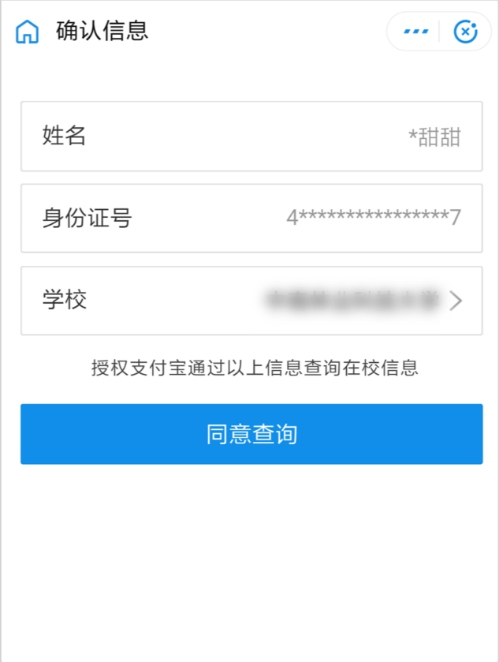 确认信息
姓名 *甜甜
身份证号 4****************7
学校
授权支付宝通过以上信息查询在校信息
同意查询